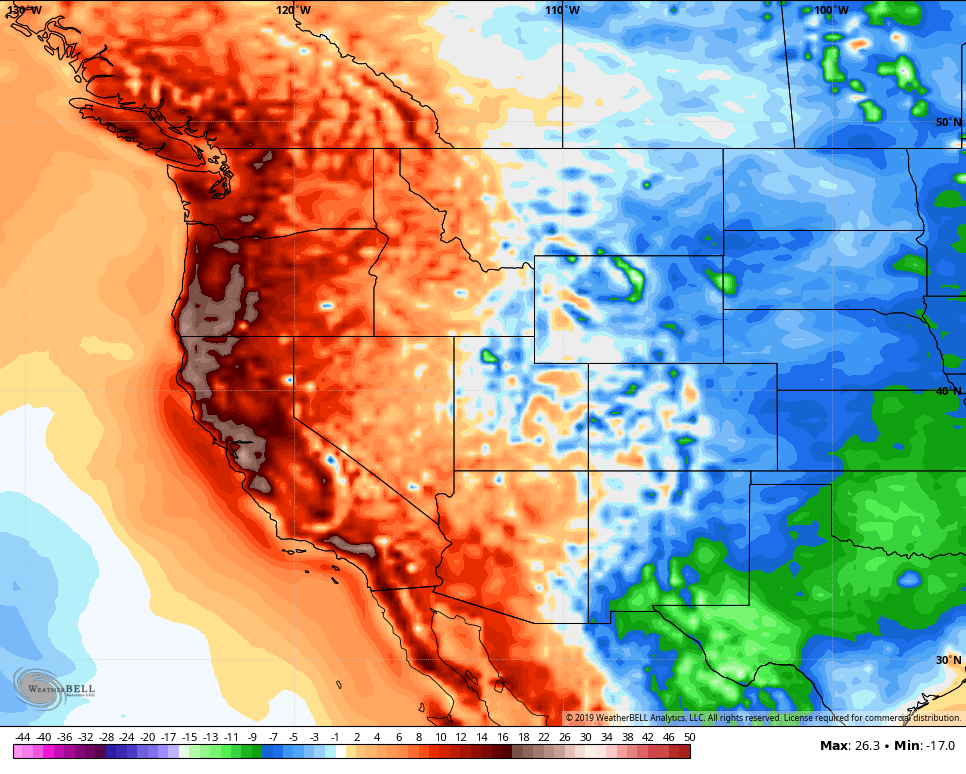 130°W 120°W 110°W 100°W
50°N
40°N
30°N
WEATHERBELL
ANALYTICS LLC
© 2019 WeatherBELL Analytics, LLC. All rights reserved. License required for commercial distribution.
-44 -40 -36 -32 -28 -24 -20 -17 -15 -13 -11 -9 -7 -5 -3 -1 2 4 6 8 10 12 14 16 18 22 26 30 34 38 42 46 50
Max: 26.3 • Min: -17.0